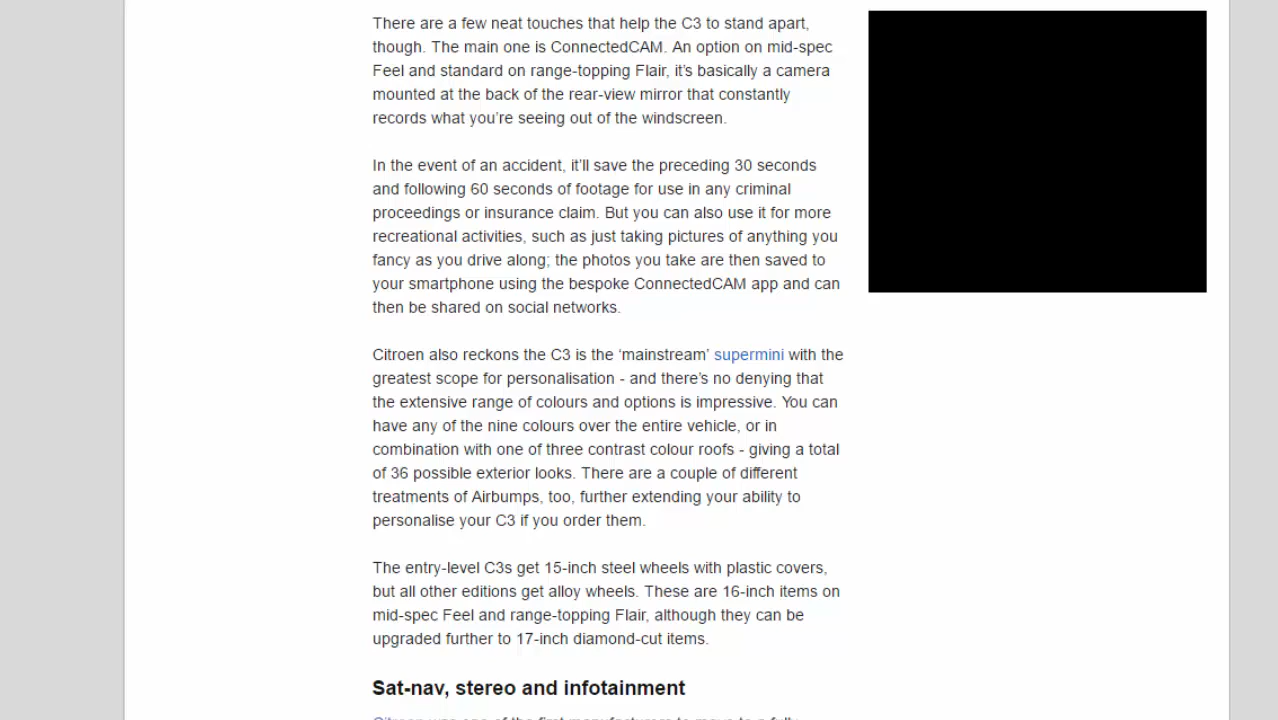 There are a few neat touches that help the C3 to stand apart,
though. The main one is ConnectedCAM. An option on mid-spec
Feel and standard on range-topping Flair, it’s basically a camera
mounted at the back of the rear-view mirror that constantly
records what you’re seeing out of the windscreen.
In the event of an accident, it’ll save the preceding 30 seconds
and following 60 seconds of footage for use in any criminal
proceedings or insurance claim. But you can also use it for more
recreational activities, such as just taking pictures of anything you
fancy as you drive along; the photos you take are then saved to
your smartphone using the bespoke ConnectedCAM app and can
then be shared on social networks.
Citroen also reckons the C3 is the ‘mainstream’ supermini with the
greatest scope for personalisation - and there’s no denying that
the extensive range of colours and options is impressive. You can
have any of the nine colours over the entire vehicle, or in
combination with one of three contrast colour roofs - giving a total
of 36 possible exterior looks. There are a couple of different
treatments of Airbumps, too, further extending your ability to
personalise your C3 if you order them.
The entry-level C3s get 15-inch steel wheels with plastic covers,
but all other editions get alloy wheels. These are 16-inch items on
mid-spec Feel and range-topping Flair, although they can be
upgraded further to 17-inch diamond-cut items.
Sat-nav, stereo and infotainment
Citroen was one of the first manufacturers to move to a fully